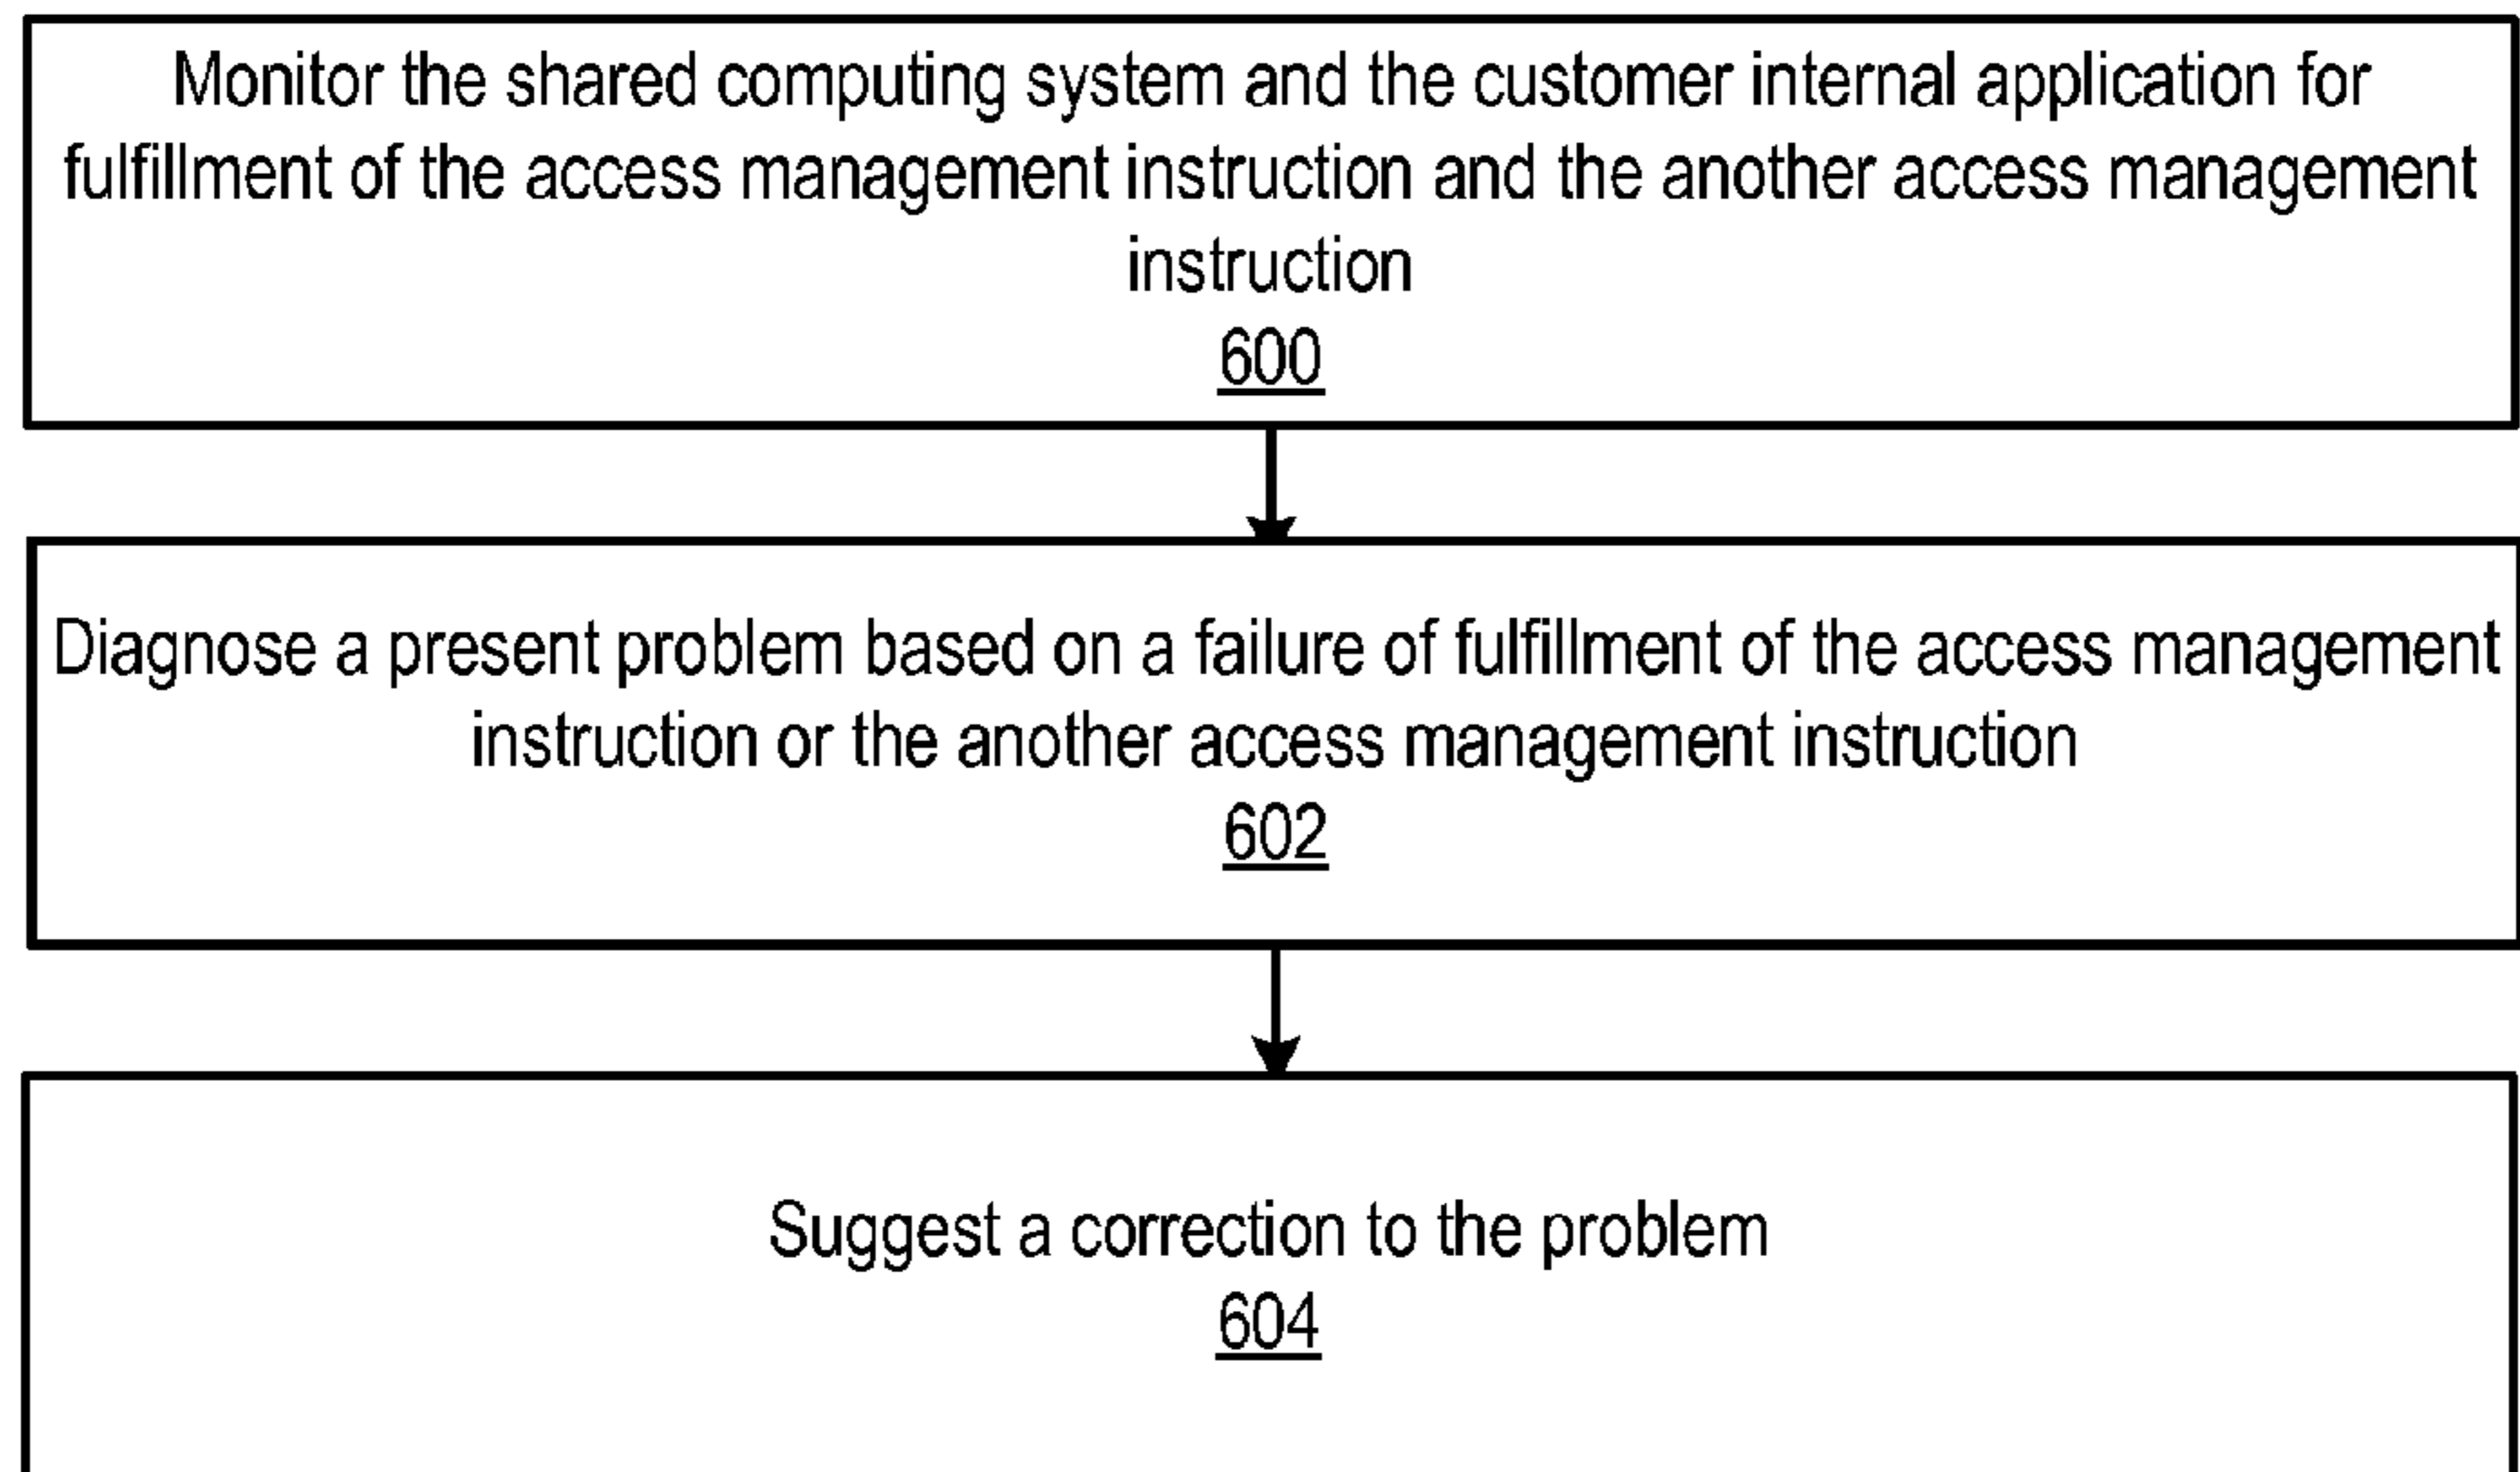 Monitor the shared computing system and the customer internal application for
fulfillment of the access management instruction and the another access management
instruction
600
Diagnose a present problem based on a failure of fulfillment of the access management
instruction or the another access management instruction
602
Suggest a correction to the problem
604